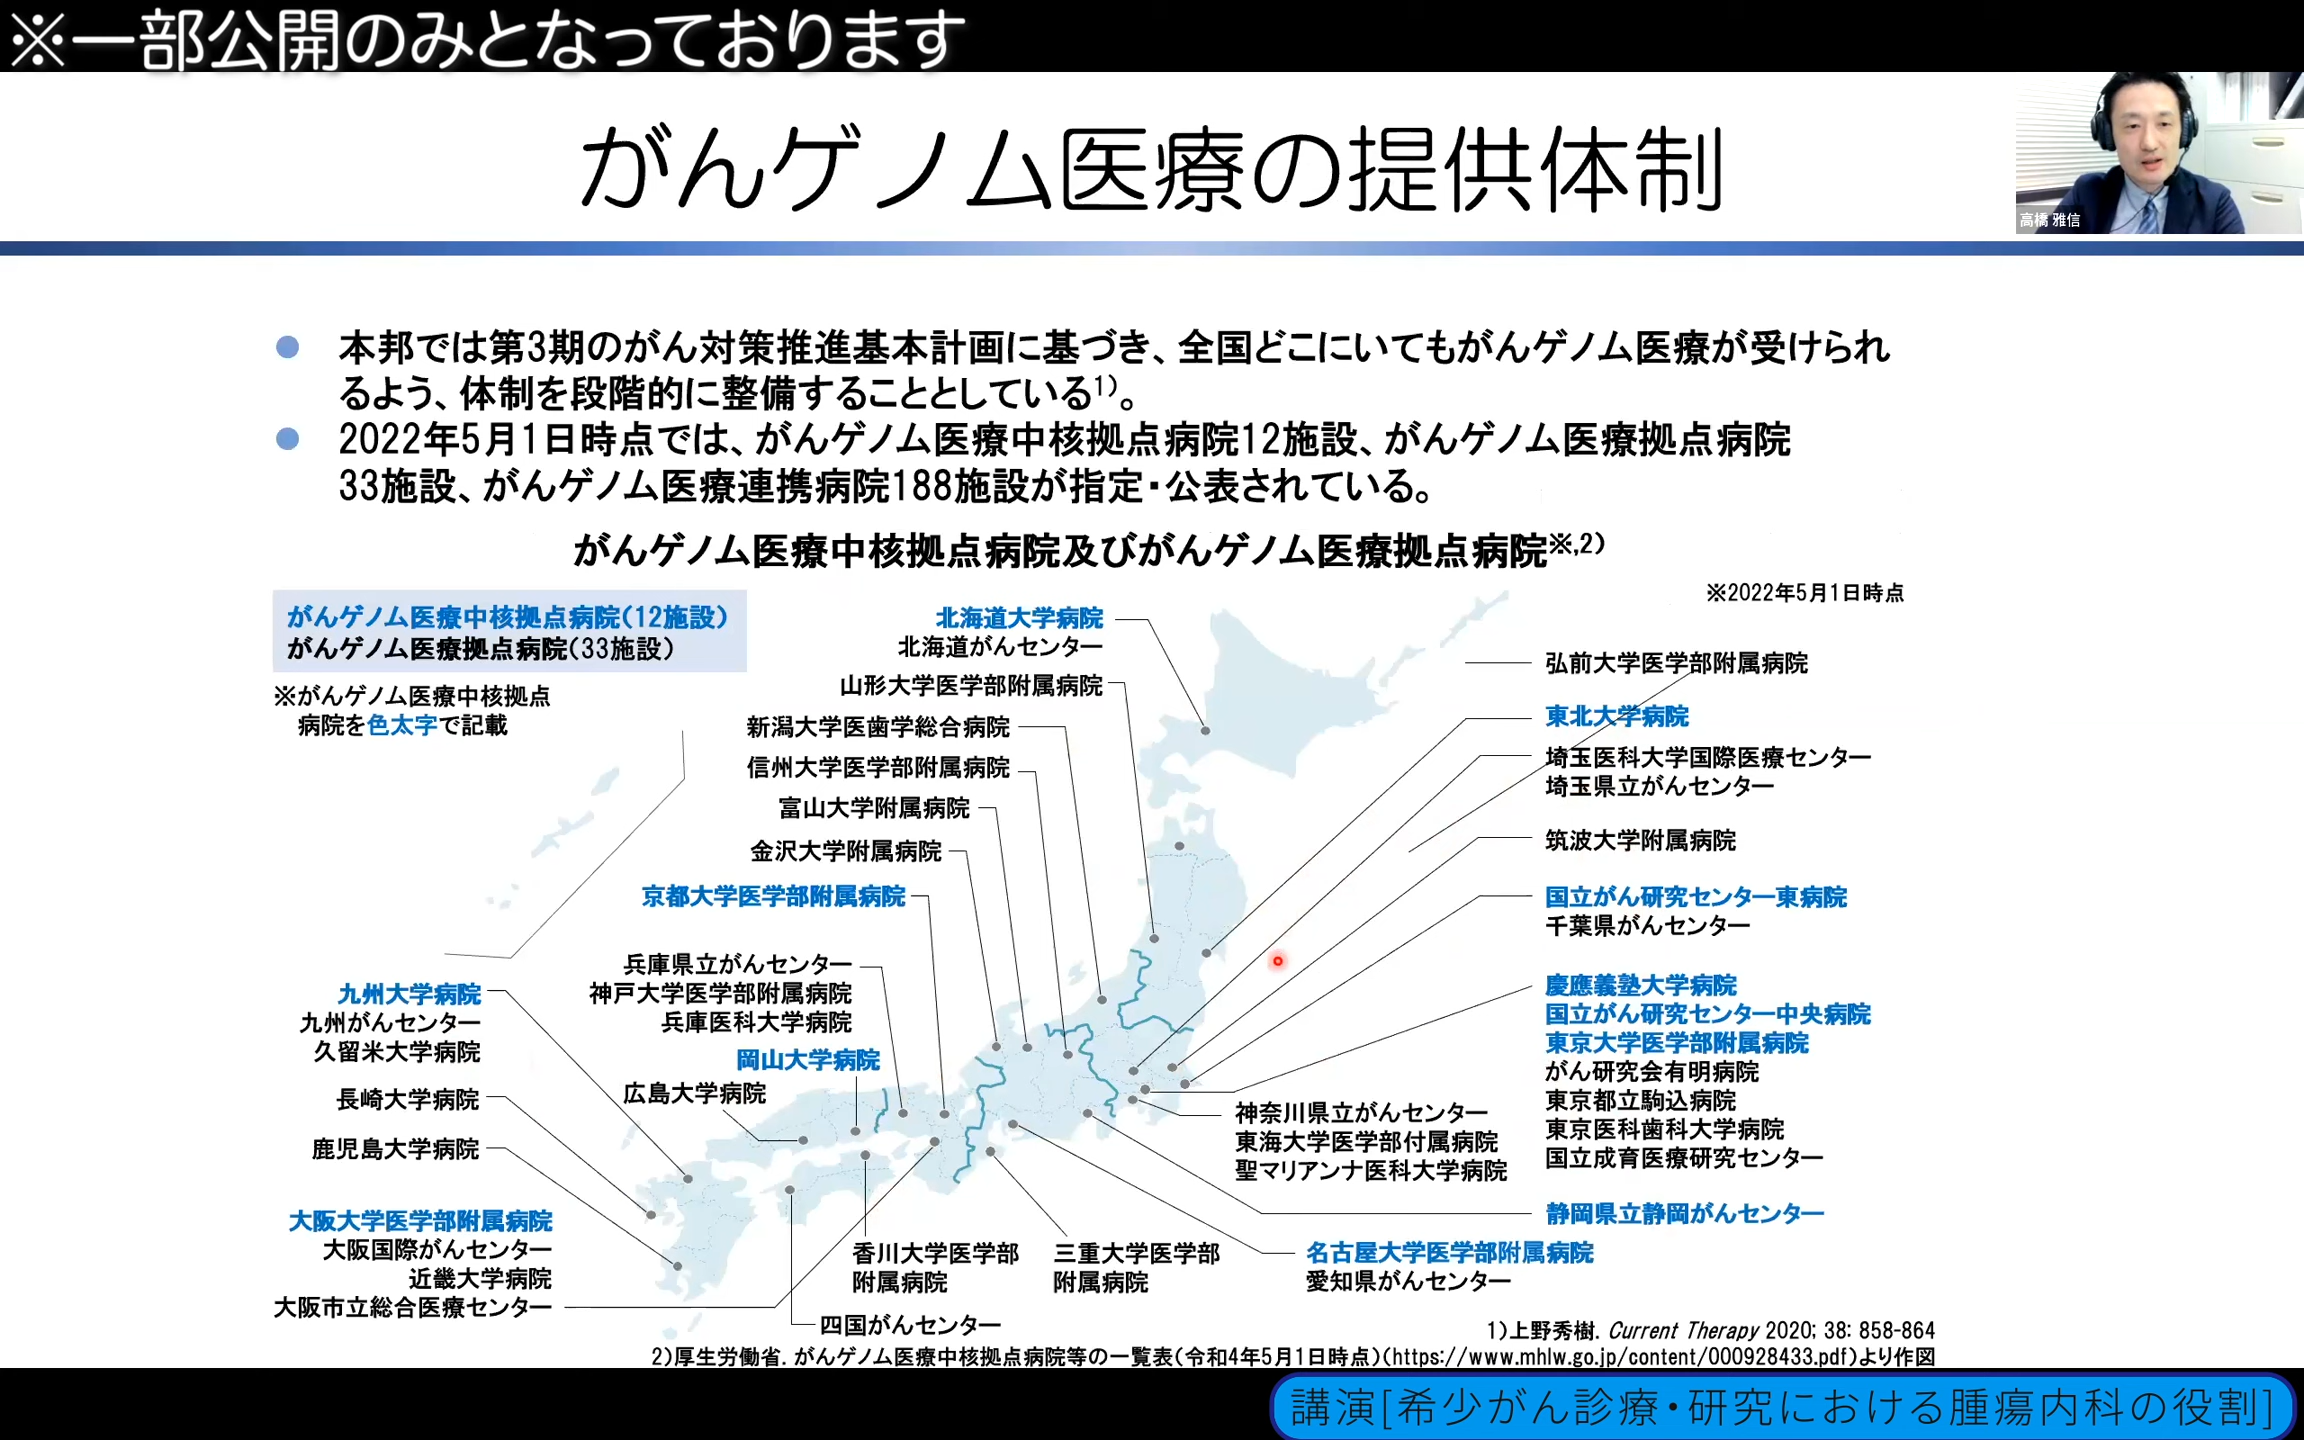 ※一部公開のみとなっております
がんゲノム医療の提供体制
高橋 雅信
● 本邦では第3期のがん対策推進基本計画に基づき、全国どこにいてもがんゲノム医療が受けられ
るよう、体制を段階的に整備することとしている1)。
● 2022年5月1日時点では、がんゲノム医療中核拠点病院12施設、がんゲノム医療拠点病院
33施設、がんゲノム医療連携病院188施設が指定・公表されている。
がんゲノム医療中核拠点病院及びがんゲノム医療拠点病院※,2)
※2022年5月1日時点
がんゲノム医療中核拠点病院(12施設)
がんゲノム医療拠点病院(33施設)
※がんゲノム医療中核拠点
病院を色太字で記載
北海道大学病院
北海道がんセンター
山形大学医学部附属病院
新潟大学医歯学総合病院
信州大学医学部附属病院
富山大学附属病院
金沢大学附属病院
京都大学医学部附属病院
兵庫県立がんセンター
神戸大学医学部附属病院
兵庫医科大学病院
岡山大学病院
広島大学病院
九州大学病院
九州がんセンター
久留米大学病院
長崎大学病院
鹿児島大学病院
大阪大学医学部附属病院
大阪国際がんセンター
近畿大学病院
大阪市立総合医療センター
四国がんセンター
香川大学医学部
附属病院
三重大学医学部
附属病院
弘前大学医学部附属病院
東北大学病院
埼玉医科大学国際医療センター
埼玉県立がんセンター
筑波大学附属病院
国立がん研究センター東病院
千葉県がんセンター
慶應義塾大学病院
国立がん研究センター中央病院
東京大学医学部附属病院
がん研究会有明病院
東京都立駒込病院
東京医科歯科大学病院
国立成育医療研究センター
神奈川県立がんセンター
東海大学医学部付属病院
聖マリアンナ医科大学病院
静岡県立静岡がんセンター
名古屋大学医学部附属病院
愛知県がんセンター
1)上野秀樹. Current Therapy 2020; 38: 858-864
2)厚生労働省. がんゲノム医療中核拠点病院等の一覧表(令和4年5月1日時点)(https://www.mhlw.go.jp/content/000928433.pdf)より作図
講演[希少がん診療・研究における腫瘍内科の役割]